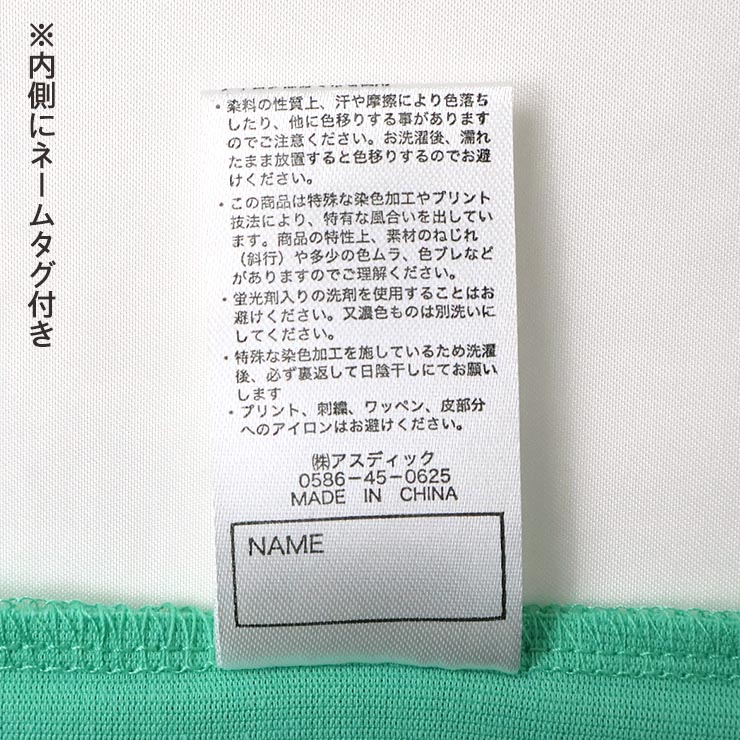 ※内側にネームタグ付き
・染料の性質上、汗や摩擦により色落ち
したり、他に色移りする事があります
のでご注意ください。お洗濯後、濡れ
たまま放置すると色移りするのでお避
けください。
・この商品は特殊な染色加工やプリント
技法により、特有な風合いを出してい
ます。商品の特性上、素材のねじれ
（斜行）や多少の色ムラ、色ブレなど
がありますのでご理解ください。
・蛍光剤入りの洗剤を使用することはお
避けください。又濃色ものは別洗いに
してください。
・特殊な染色加工を施しているため洗濯
後、必ず裏返して日陰干しにてお願い
します
・プリント、刺繍、ワッペン、皮部分
へのアイロンはお避けください。
㈱アスディック
0586-45-0625
MADE IN CHINA
NAME